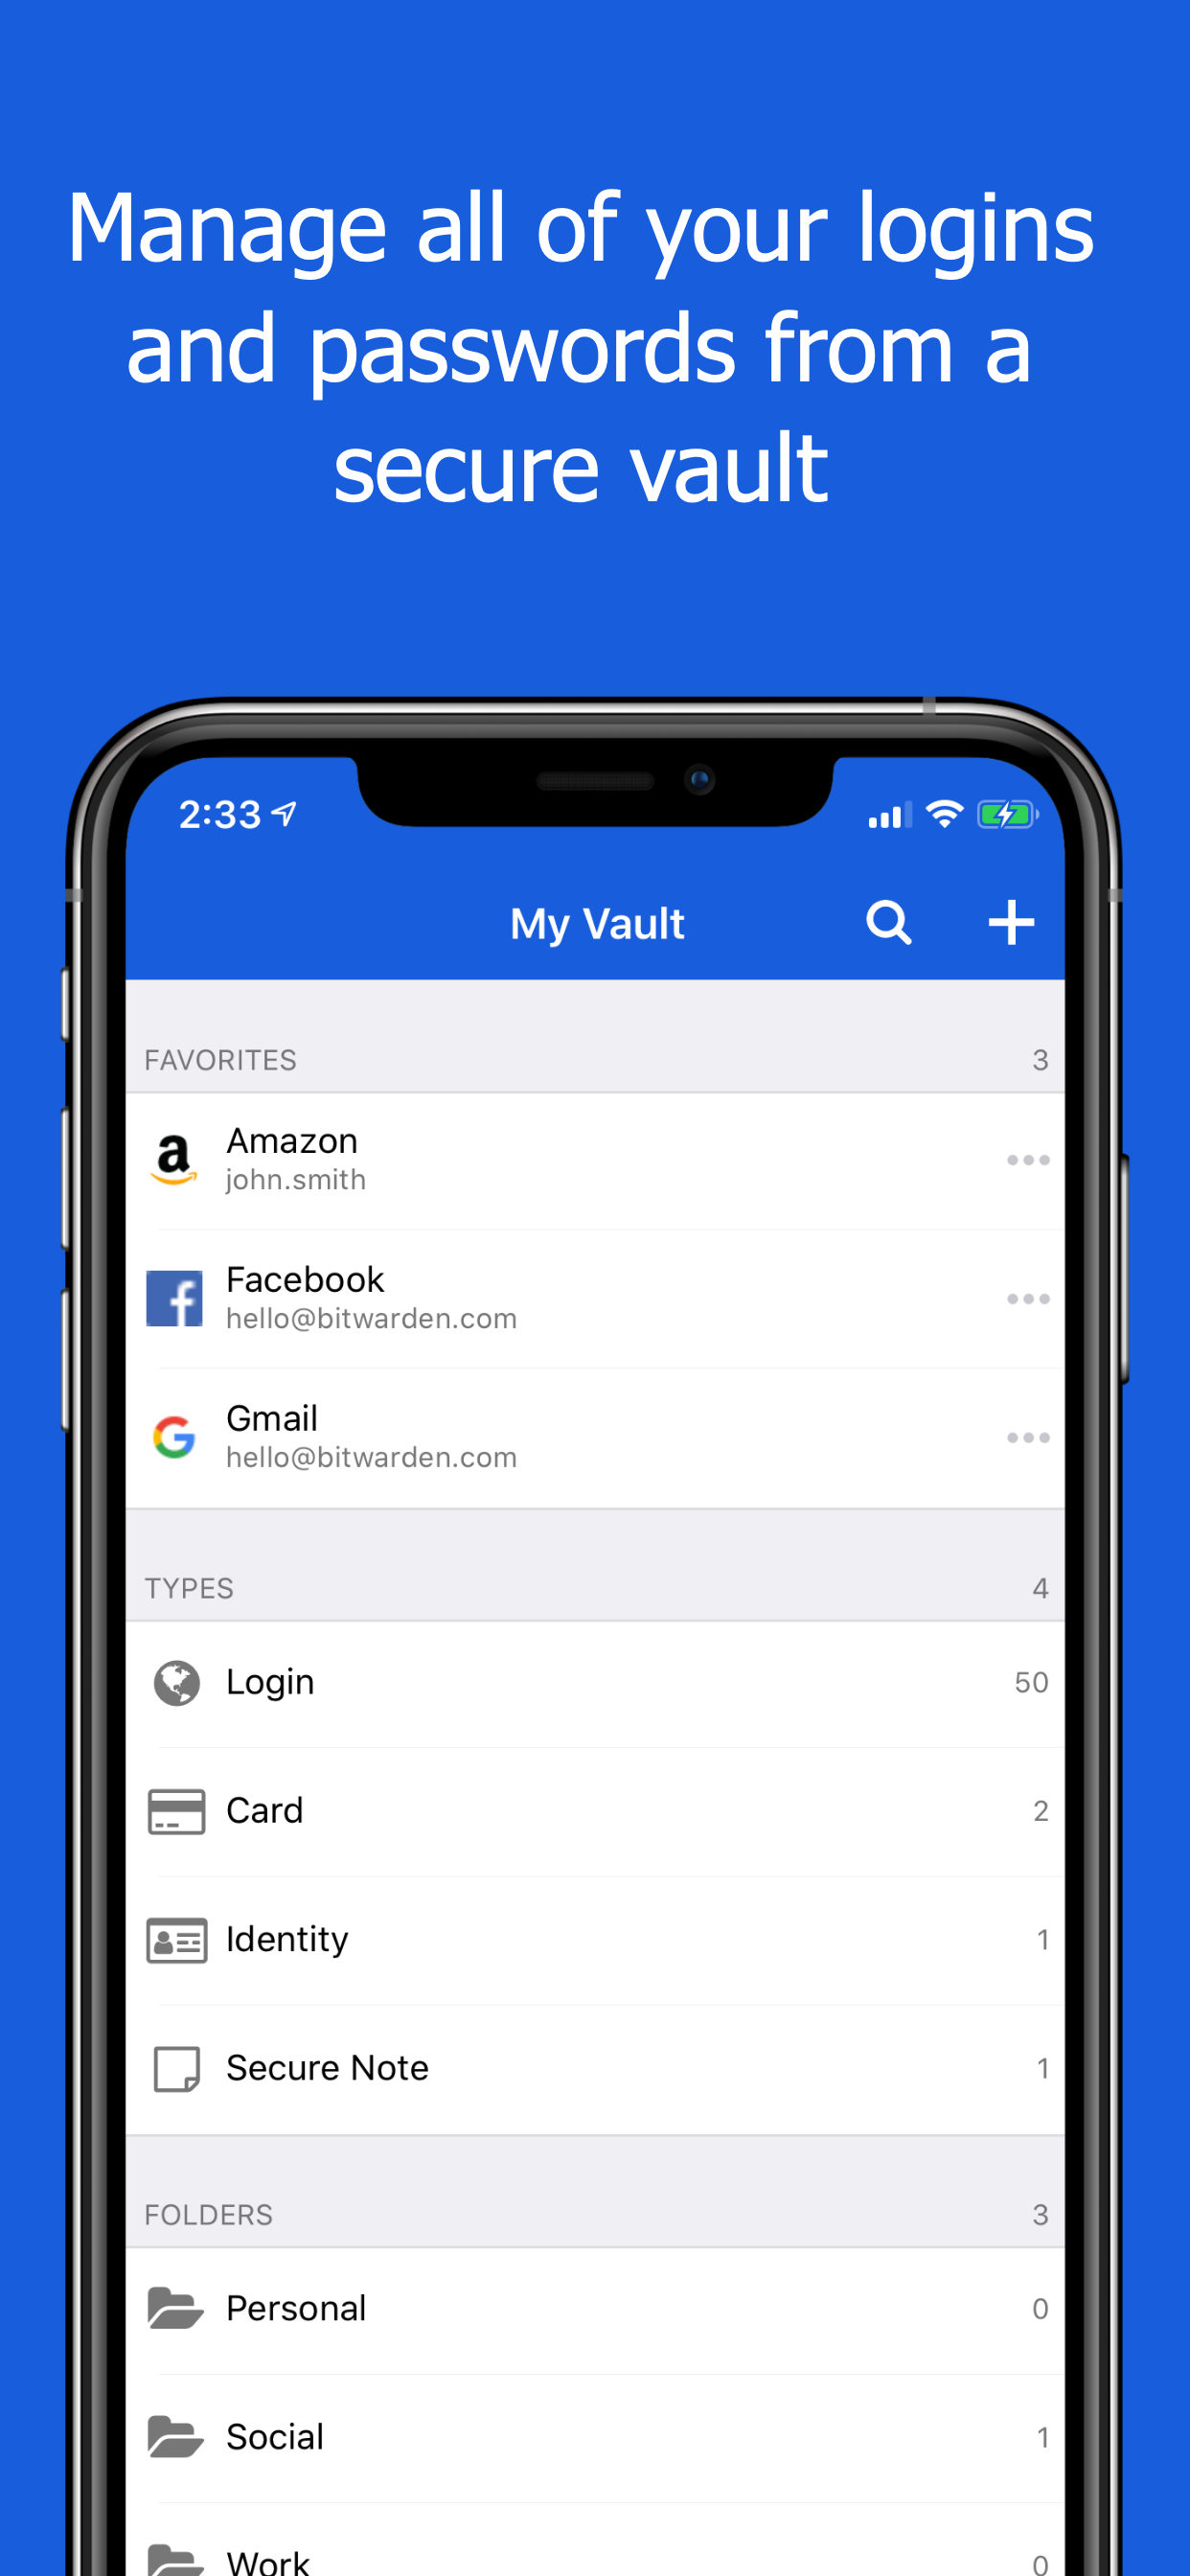 Manage all of your logins
and passwords from a
secure vault
2:33
My Vault
FAVORITES 3
Amazon
john.smith
Facebook
hello@bitwarden.com
Gmail
hello@bitwarden.com
TYPES 4
Login 50
Card 2
Identity 1
Secure Note 1
FOLDERS 3
Personal 0
Social 1
Work 0